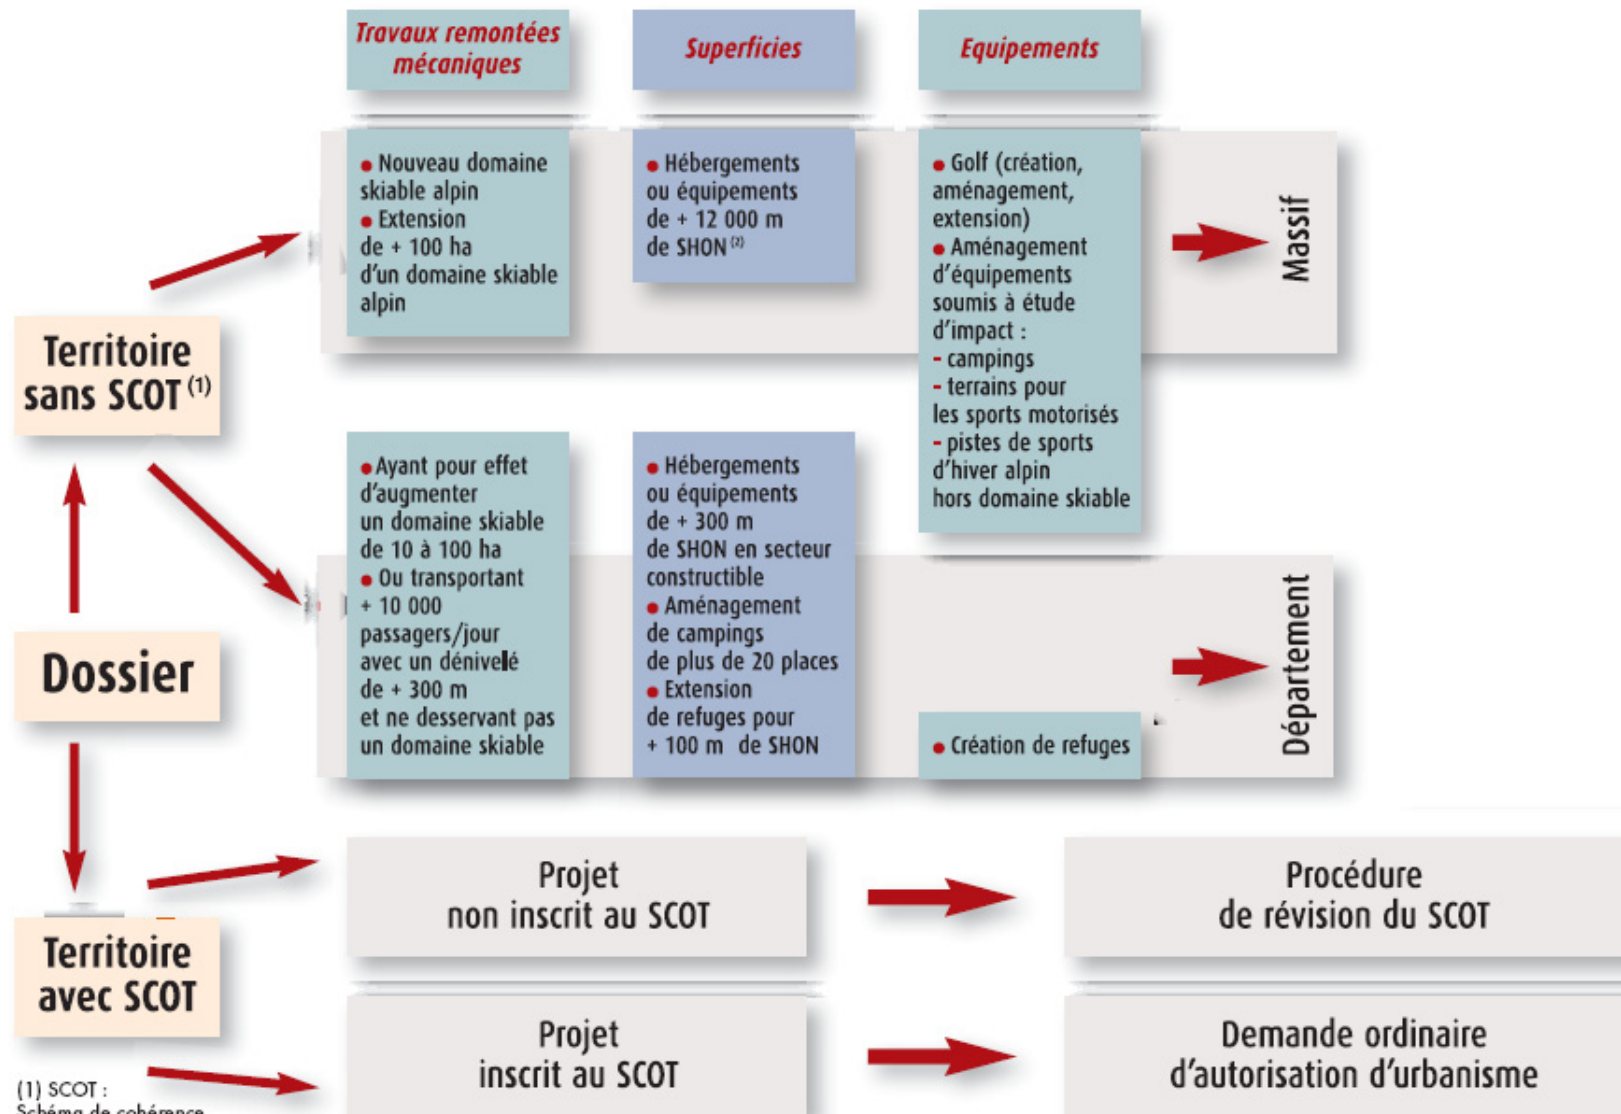 Travaux remontées
mécaniques
Superficies
Equipements
● Nouveau domaine
skiable alpin
● Extension
de + 100 ha
d'un domaine skiable
alpin
● Hébergements
ou équipements
de + 12 000 m
de SHON (2)
● Golf (création,
aménagement,
extension)
● Aménagement
d'équipements
soumis à étude
d'impact :
- campings
- terrains pour
les sports motorisés
- pistes de sports
d'hiver alpin
hors domaine skiable
Massif
Territoire
sans SCOT (1)
● Ayant pour effet
d'augmenter
un domaine skiable
de 10 à 100 ha
● Ou transportant
+ 10 000
passagers/jour
avec un dénivelé
de + 300 m
et ne desservant pas
un domaine skiable
● Hébergements
ou équipements
de + 300 m
de SHON en secteur
constructible
● Aménagement
de campings
de plus de 20 places
● Extension
de refuges pour
+ 100 m de SHON
● Création de refuges
Département
Dossier
Territoire
avec SCOT
Projet
non inscrit au SCOT
Procédure
de révision du SCOT
Projet
inscrit au SCOT
Demande ordinaire
d'autorisation d'urbanisme
(1) SCOT :
Schéma de cohérence